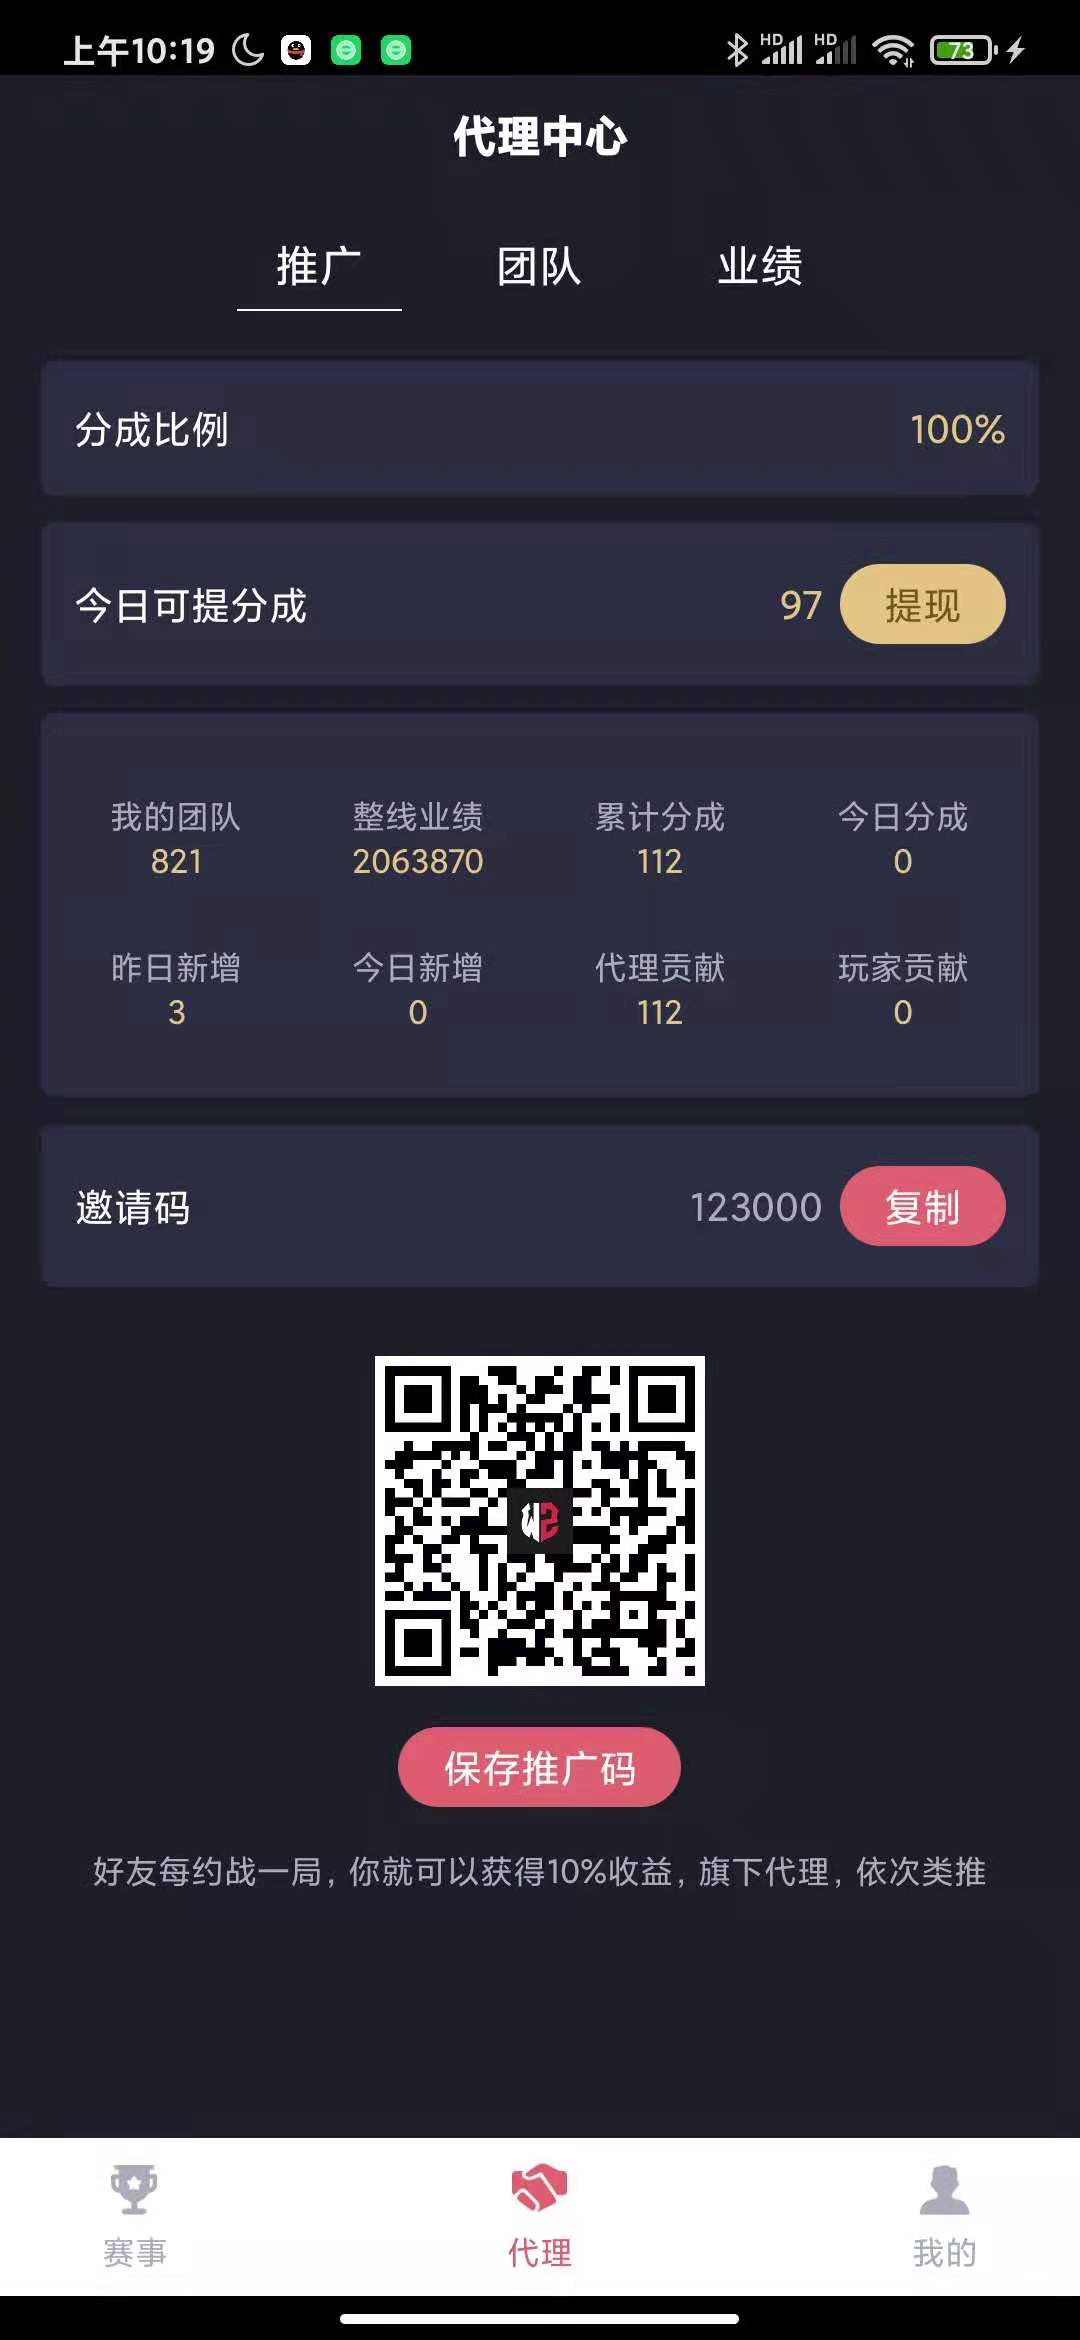 上午10:19 HD HD 73
代理中心
推广 团队 业绩
分成比例 100%
今日可提分成 97 提现
我的团队 整线业绩 累计分成 今日分成
821 2063870 112 0
昨日新增 今日新增 代理贡献 玩家贡献
3 0 112 0
邀请码 123000 复制
保存推广码
好友每约战一局，你就可以获得10%收益，旗下代理，依次类推
赛事 代理 我的